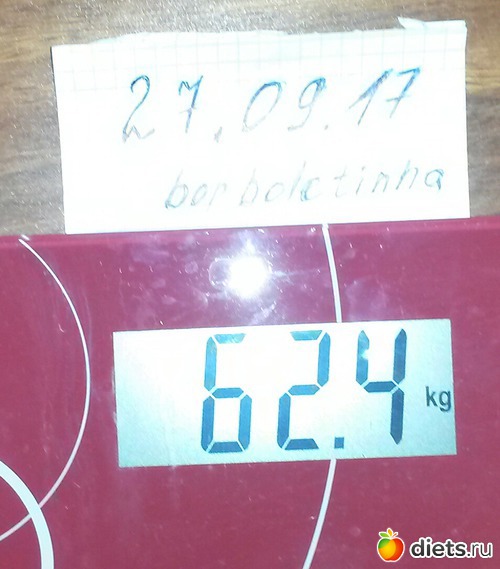 27.09.17
borboletinha
62.4 kg
diets.ru